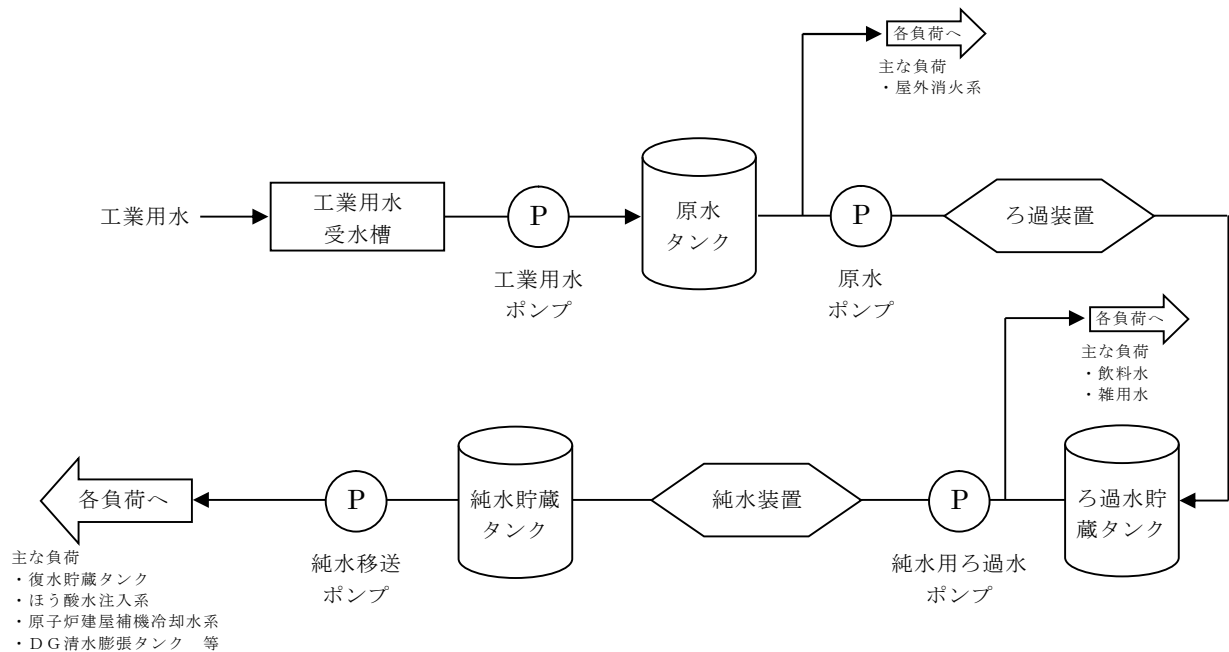 各負荷へ
主な負荷
・屋外消火系
工業用水
工業用水
受水槽
P
工業用水
ポンプ
原水
タンク
P
原水
ポンプ
ろ過装置
各負荷へ
主な負荷
・飲料水
・雑用水
ろ過水貯
蔵タンク
P
純水用ろ過水
ポンプ
純水装置
純水貯蔵
タンク
P
純水移送
ポンプ
各負荷へ
主な負荷
・復水貯蔵タンク
・ほう酸水注入系
・原子炉建屋補機冷却水系
・DG清水膨張タンク　等